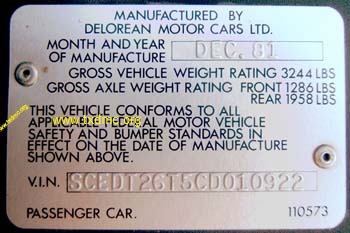 MANUFACTURED BY
DELOREAN MOTOR CARS LTD.
MONTH AND YEAR
OF MANUFACTURE DEC. 81
GROSS VEHICLE WEIGHT RATING 3244 LBS
GROSS AXLE WEIGHT RATING FRONT 1286 LBS
REAR 1958 LBS
THIS VEHICLE CONFORMS TO ALL
MOTOR VEHICLE
SAFETY AND BUMPER STANDARDS IN
EFFECT ON THE DATE OF MANUFACTURE
SHOWN ABOVE.
V.I.N. SCEDT26T5CD010922
PASSENGER CAR. 110573